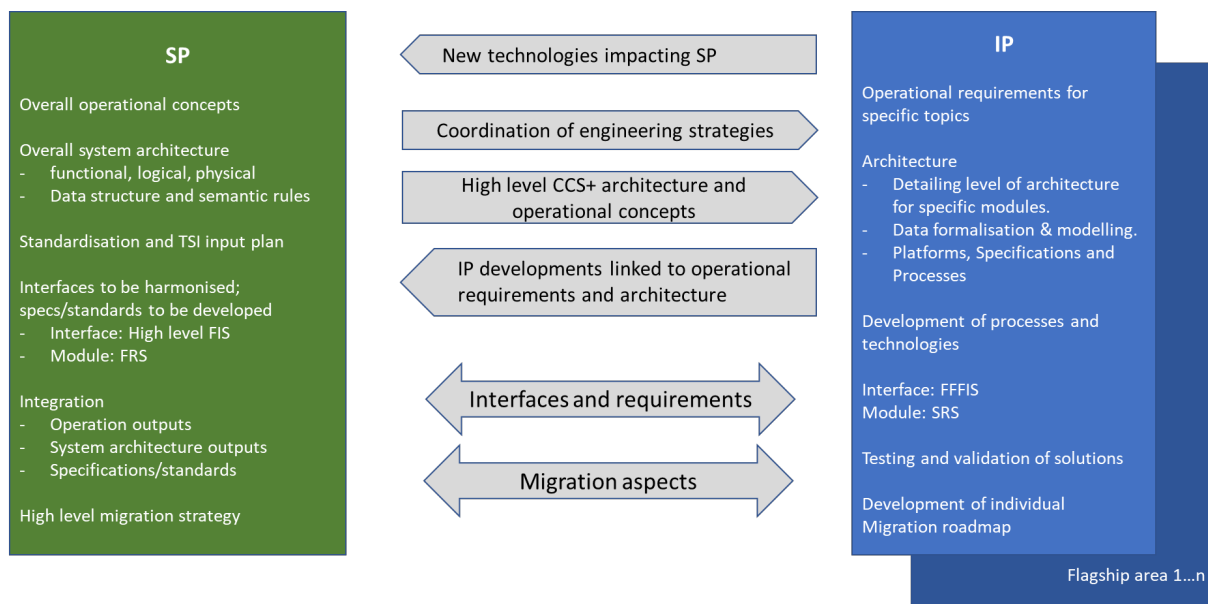 SP
Overall operational concepts
Overall system architecture
- functional, logical, physical
- Data structure and semantic rules
Standardisation and TSI input plan
Interfaces to be harmonised;
specs/standards to be developed
- Interface: High level FIS
- Module: FRS
Integration
- Operation outputs
- System architecture outputs
- Specifications/standards
High level migration strategy
New technologies impacting SP
Coordination of engineering strategies
High level CCS+ architecture and
operational concepts
IP developments linked to operational
requirements and architecture
Interfaces and requirements
Migration aspects
IP
Operational requirements for
specific topics
Architecture
- Detailing level of architecture
for specific modules.
- Data formalisation & modelling.
- Platforms, Specifications and
Processes
Development of processes and
technologies
Interface: FFFIS
Module: SRS
Testing and validation of solutions
Development of individual
Migration roadmap
Flagship area 1...n